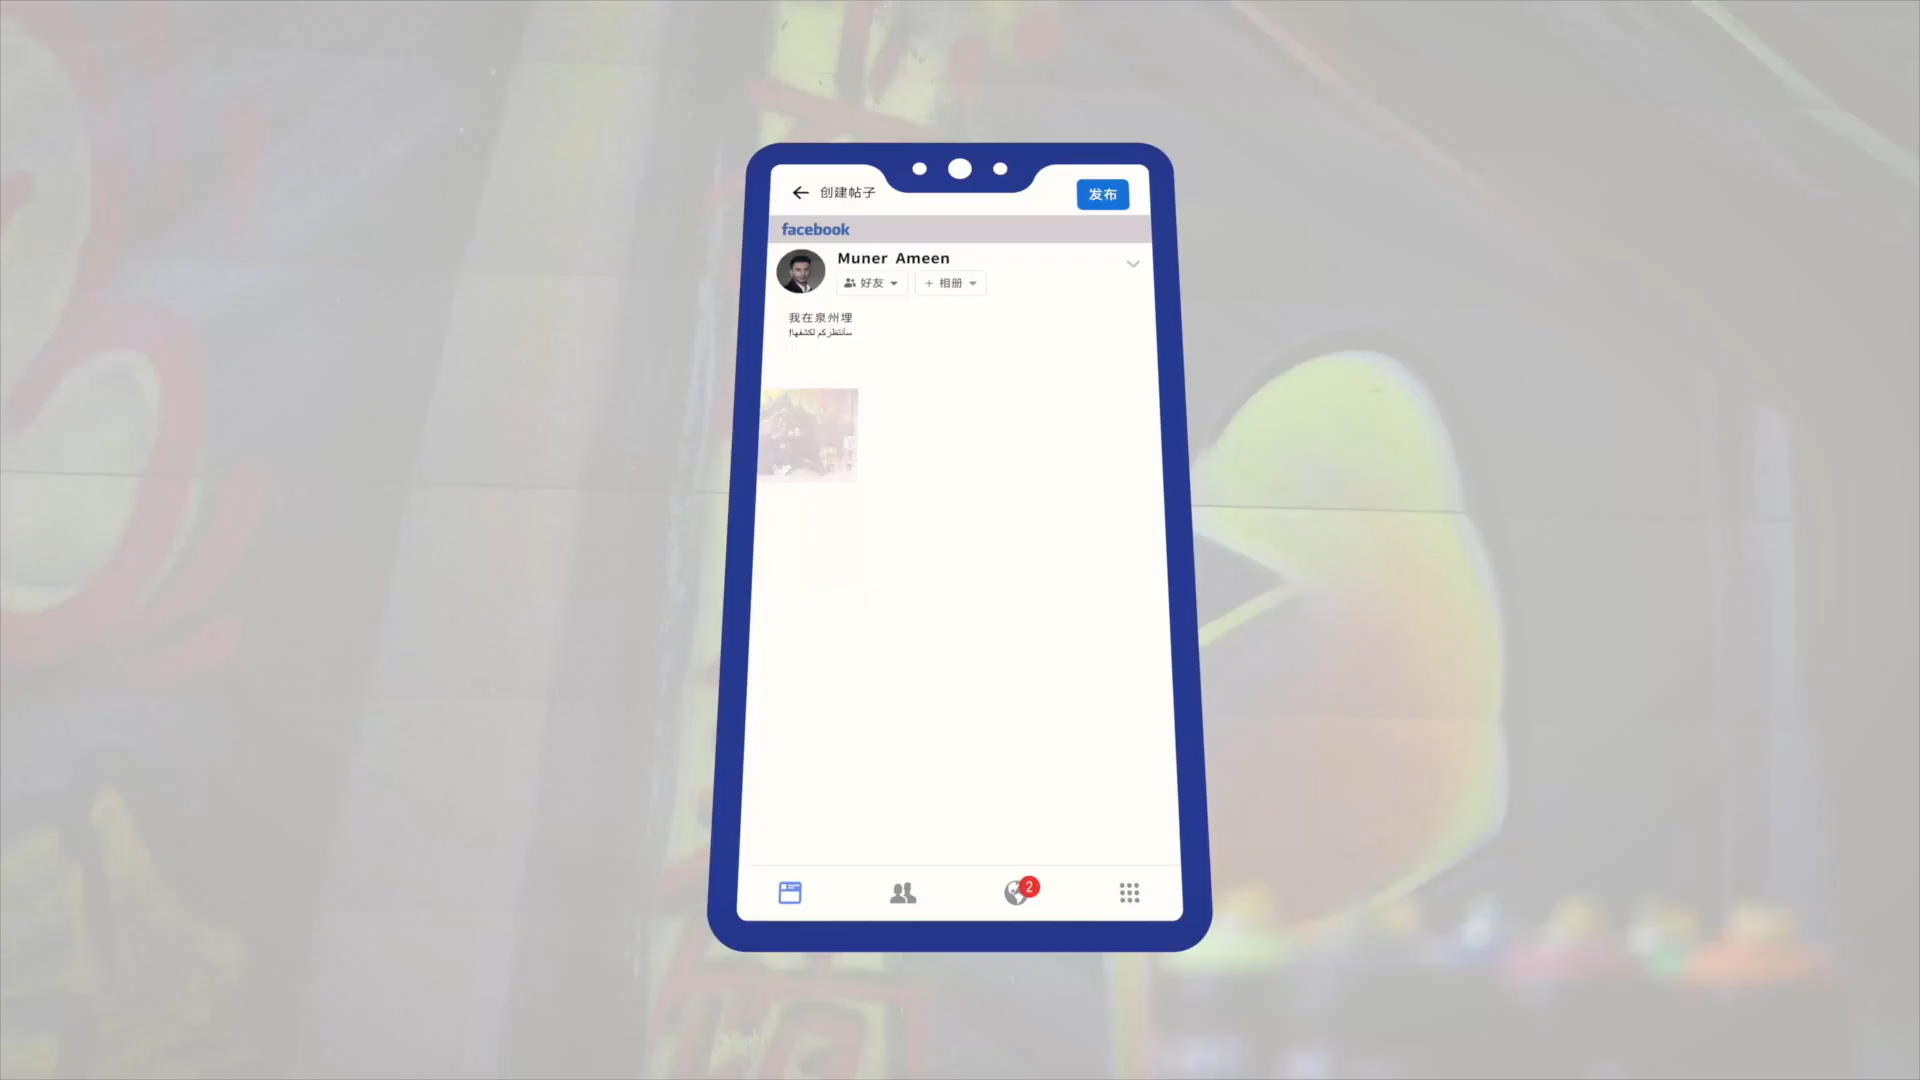 创建帖子
发布
facebook
Muner Ameen
好友
+ 相册
我在泉州埋
سأنتظركم لكشفها!
2